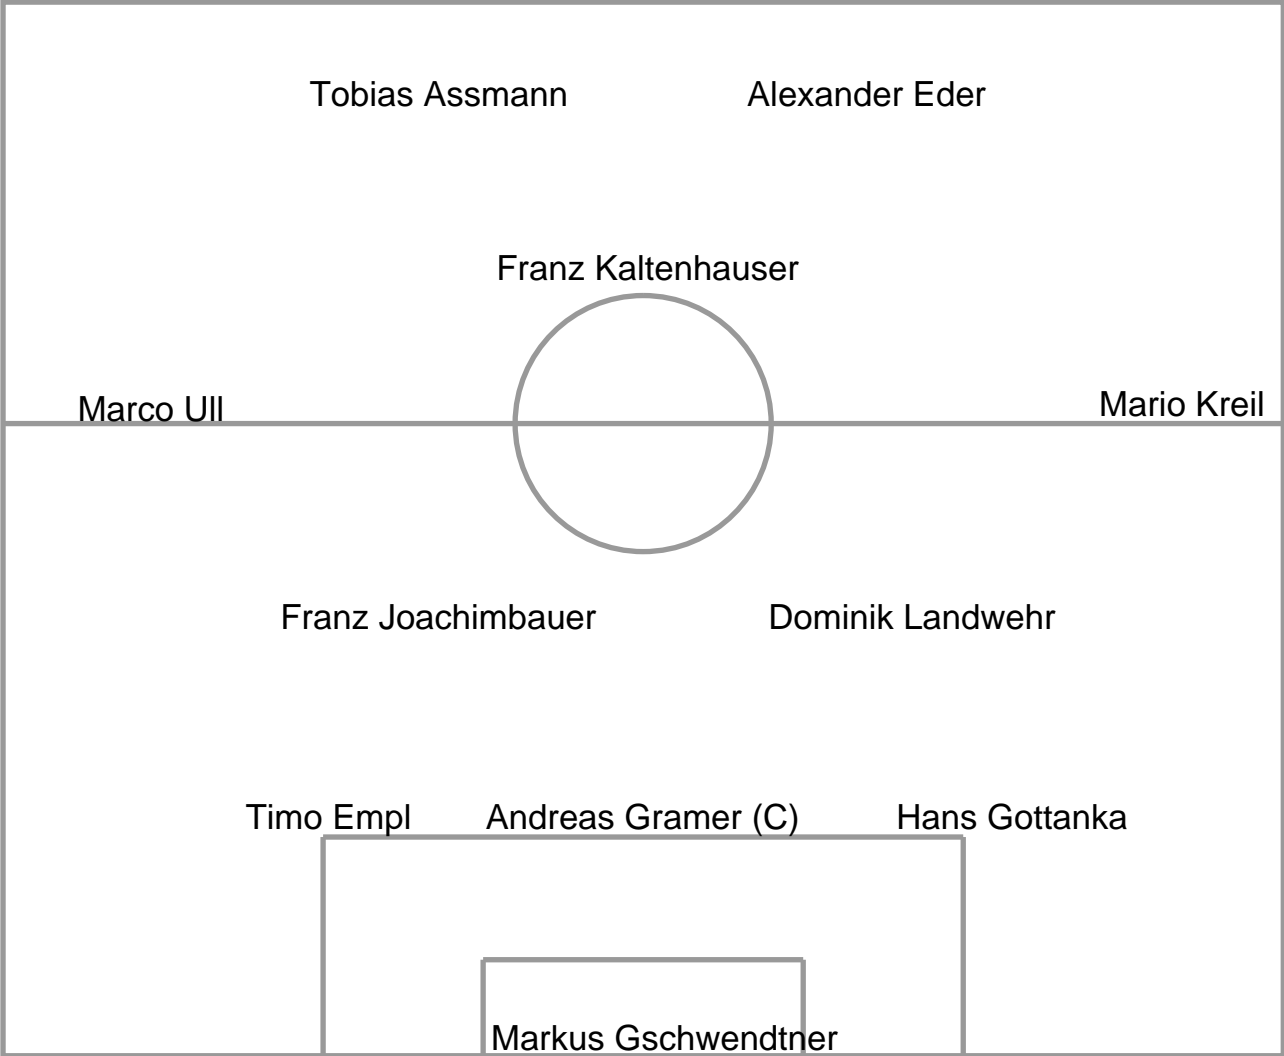 Tobias Assmann Alexander Eder
Franz Kaltenhauser
Marco Ull Mario Kreil
Franz Joachimbauer Dominik Landwehr
Timo Empl Andreas Gramer (C) Hans Gottanka
Markus Gschwendtner